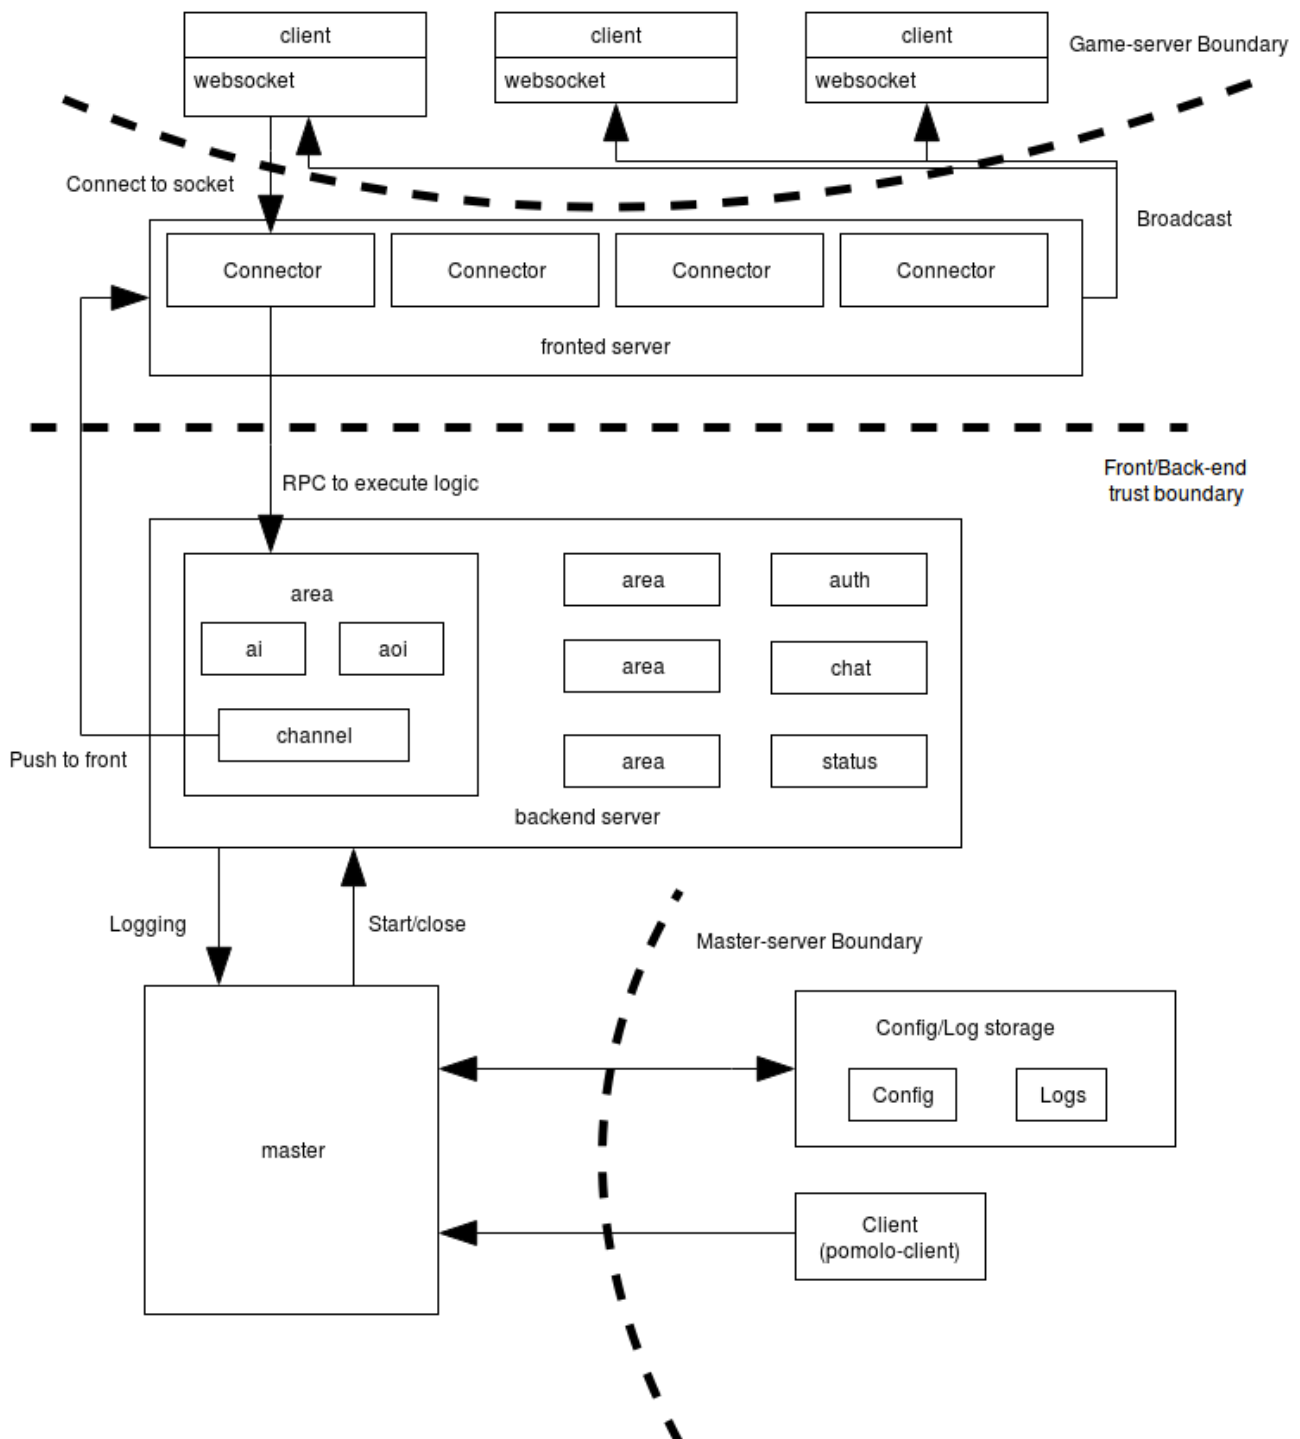 client
client
client
Game-server Boundary
websocket
websocket
websocket
Connect to socket
Broadcast
Connector
Connector
Connector
Connector
fronted server
Front/Back-end
trust boundary
RPC to execute logic
area
ai
aoi
channel
area
auth
area
chat
area
status
Push to front
backend server
Logging
Start/close
Master-server Boundary
Config/Log storage
Config
Logs
master
Client
(pomolo-client)